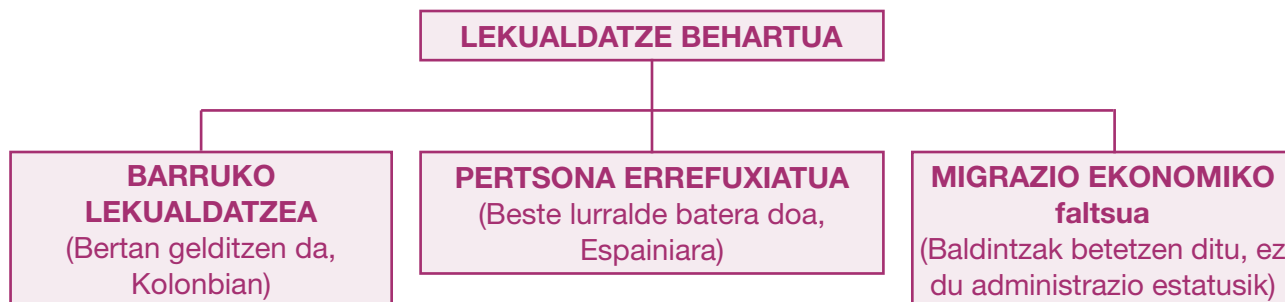 LEKUALDATZE BEHARTUA
BARRUKO
LEKUALDATZEA
(Bertan gelditzen da,
Kolonbian)
PERTSONA ERREFUXIATUA
(Beste lurralde batera doa,
Espainiara)
MIGRAZIO EKONOMIKO
faltsua
(Baldintzak betetzen ditu, ez
du administrazio estatusik)